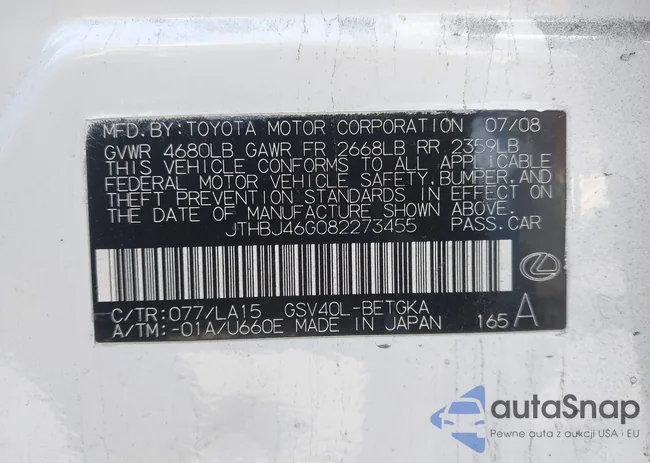 MFD. BY: TOYOTA MOTOR CORPORATION 07/08
GVWR 4680LB GAWR FR 2668LB RR 2359LB
THIS VEHICLE CONFORMS TO ALL APPLICABLE
FEDERAL MOTOR VEHICLE SAFETY, BUMPER, AND
THEFT PREVENTION STANDARDS IN EFFECT ON
THE DATE OF MANUFACTURE SHOWN ABOVE.
JTHBJ46G082273455 PASS. CAR
C/TR: 077/LA15 GSV40L-BETGKA
A/TM: -01A/U660E MADE IN JAPAN 165 A
autoSnap
Pewne auta z aukcji USA i EU